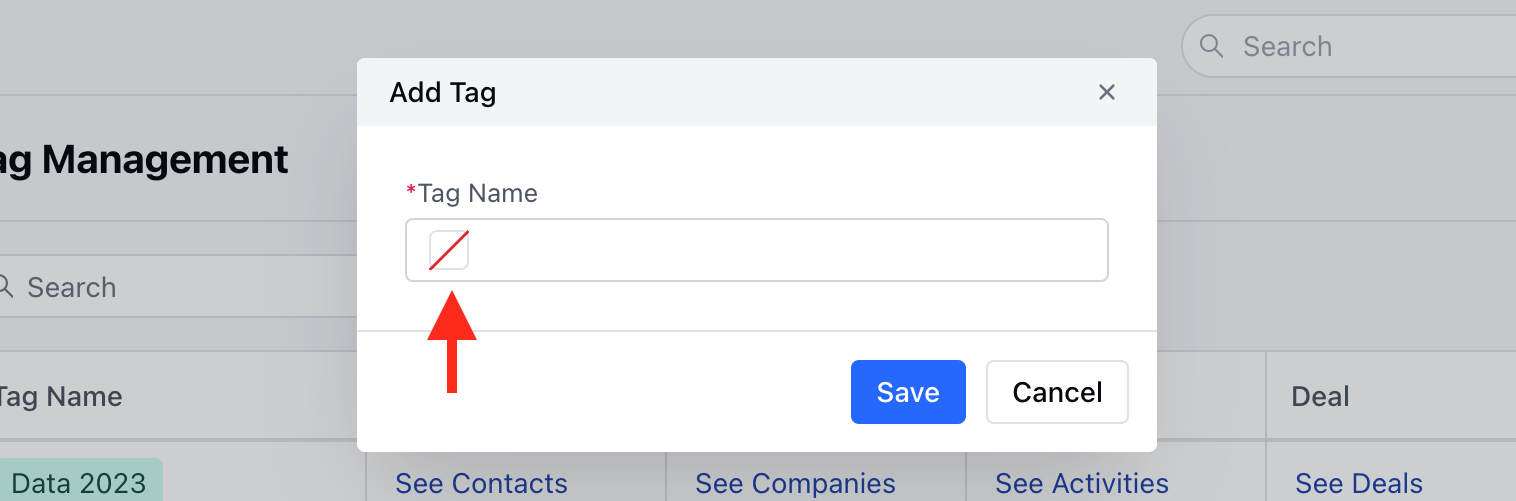 Search
Add Tag
ag Management
*Tag Name
Search
Save
Cancel
Tag Name
Deal
Data 2023
See Contacts
See Companies
See Activities
See Deals